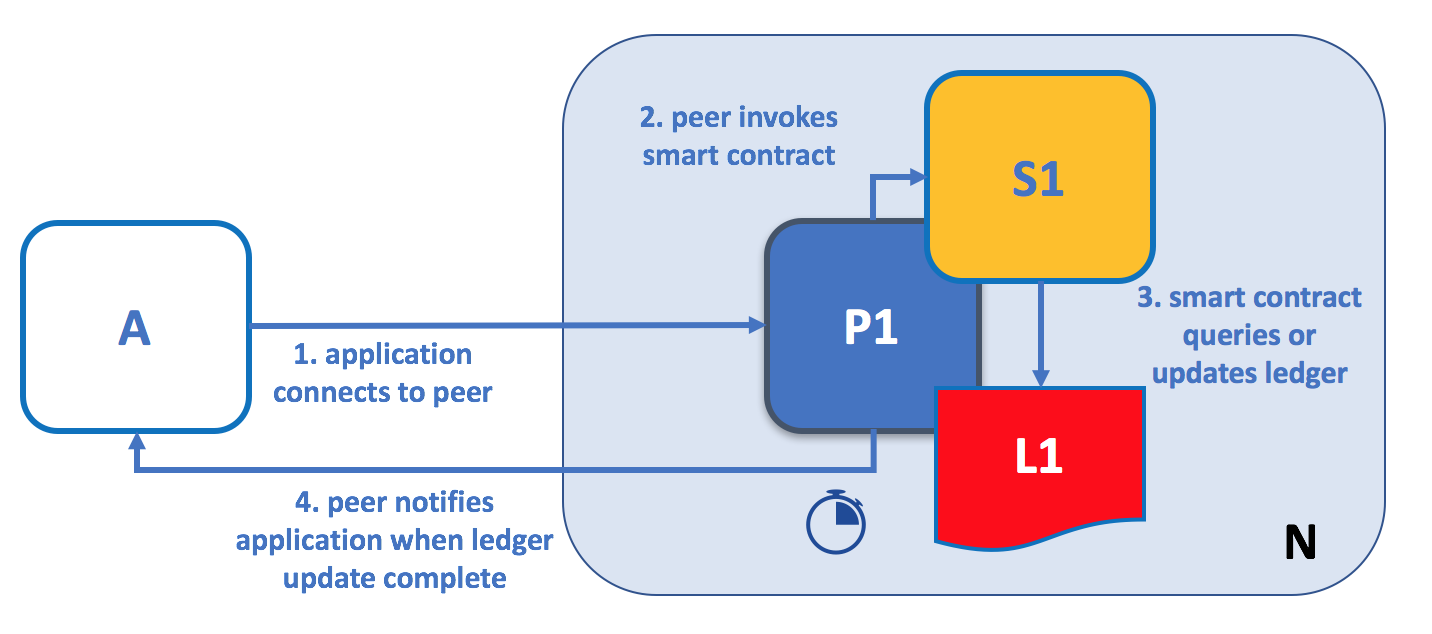 2. peer invokes
smart contract
S1
A
P1
3. smart contract
queries or
updates ledger
1. application
connects to peer
L1
4. peer notifies
application when ledger
update complete
N